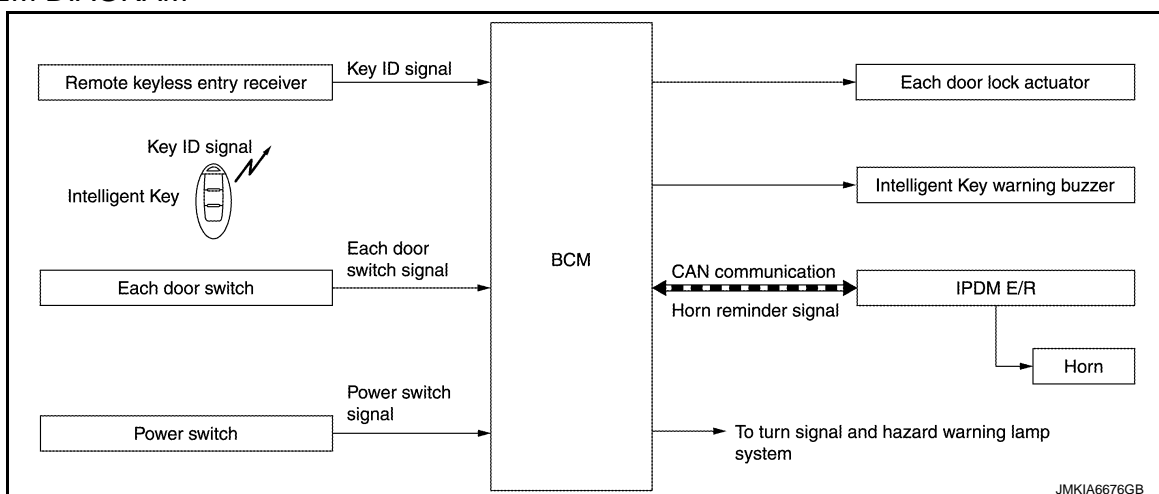 Remote keyless entry receiver
Key ID signal
Each door lock actuator
Key ID signal
Intelligent Key
Intelligent Key warning buzzer
Each door
switch signal
BCM
CAN communication
Each door switch
IPDM E/R
Horn reminder signal
Horn
Power switch
signal
Power switch
To turn signal and hazard warning lamp
system
JMKIA6676GB